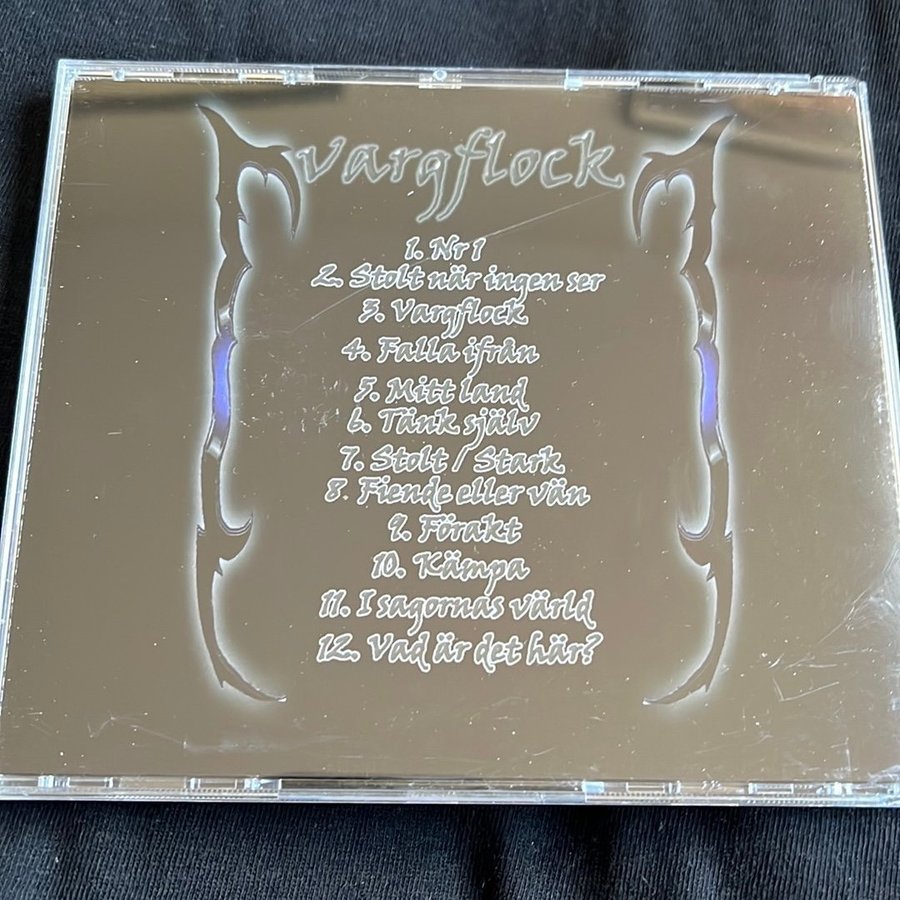 vargflock
1. Nr 1
2. Stolt när ingen ser
3. Vargflock
4. Falla ifrån
5. Mitt land
6. Tänk själv
7. Stolt / Stark
8. Fiende eller vän
9. Förakt
10. Kämpa
11. I sagornas värld
12. Vad är det här?